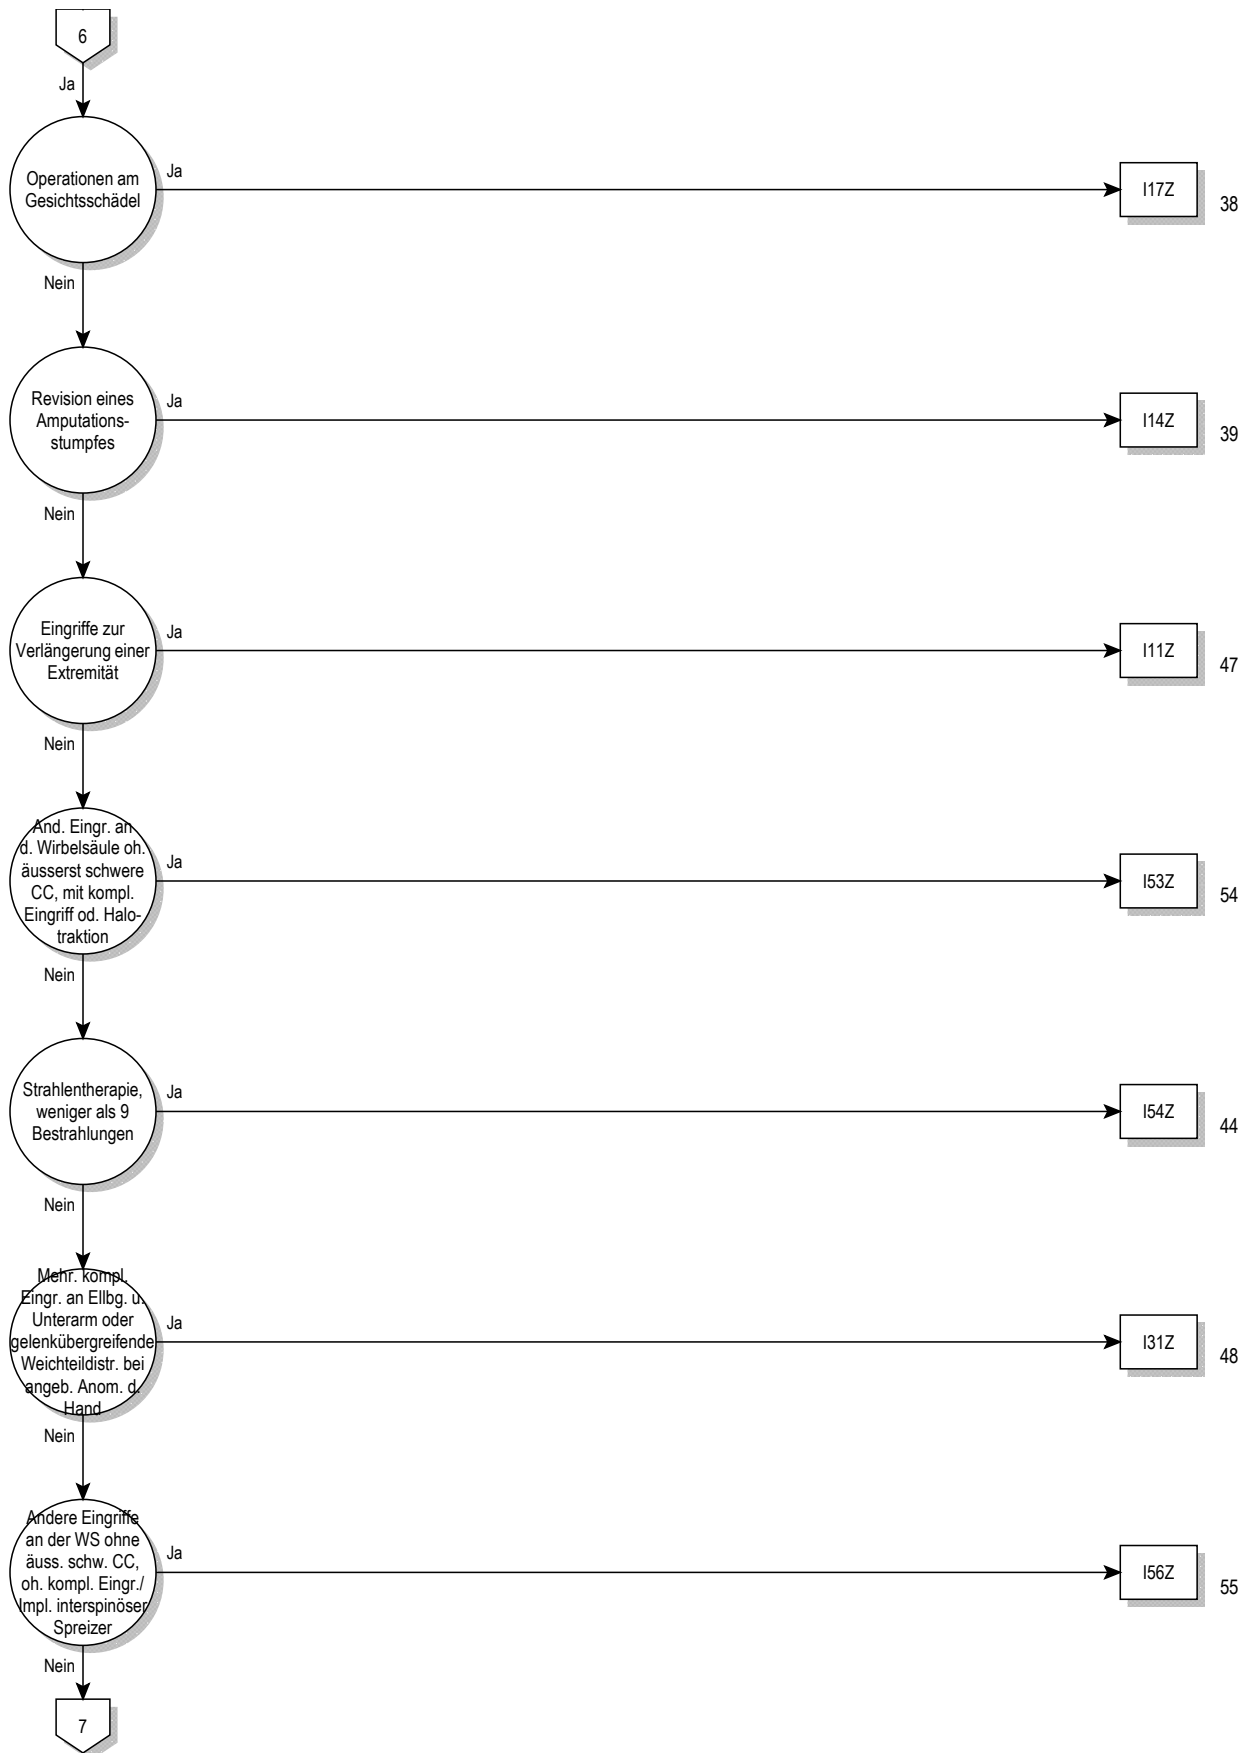 6
Ja
Operationen am
Gesichtsschädel
Ja
I17Z
38
Nein
Revision eines
Amputations-
stumpfes
Ja
I14Z
39
Nein
Eingriffe zur
Verlängerung einer
Extremität
Ja
I11Z
47
Nein
And. Eingr. an
d. Wirbelsäule oh.
äusserst schwere
CC, mit kompl.
Eingriff od. Halo-
traktion
Ja
I53Z
54
Nein
Strahlentherapie,
weniger als 9
Bestrahlungen
Ja
I54Z
44
Nein
Mehr. kompl.
Eingr. an Ellbg. u.
Unterarm oder
gelenkübergreifende
Weichteildistr. bei
angeb. Anom. d.
Hand
Ja
I31Z
48
Nein
Andere Eingriffe
an der WS ohne
äuss. schw. CC,
oh. kompl. Eingr./
Impl. interspinöser
Spreizer
Ja
I56Z
55
Nein
7